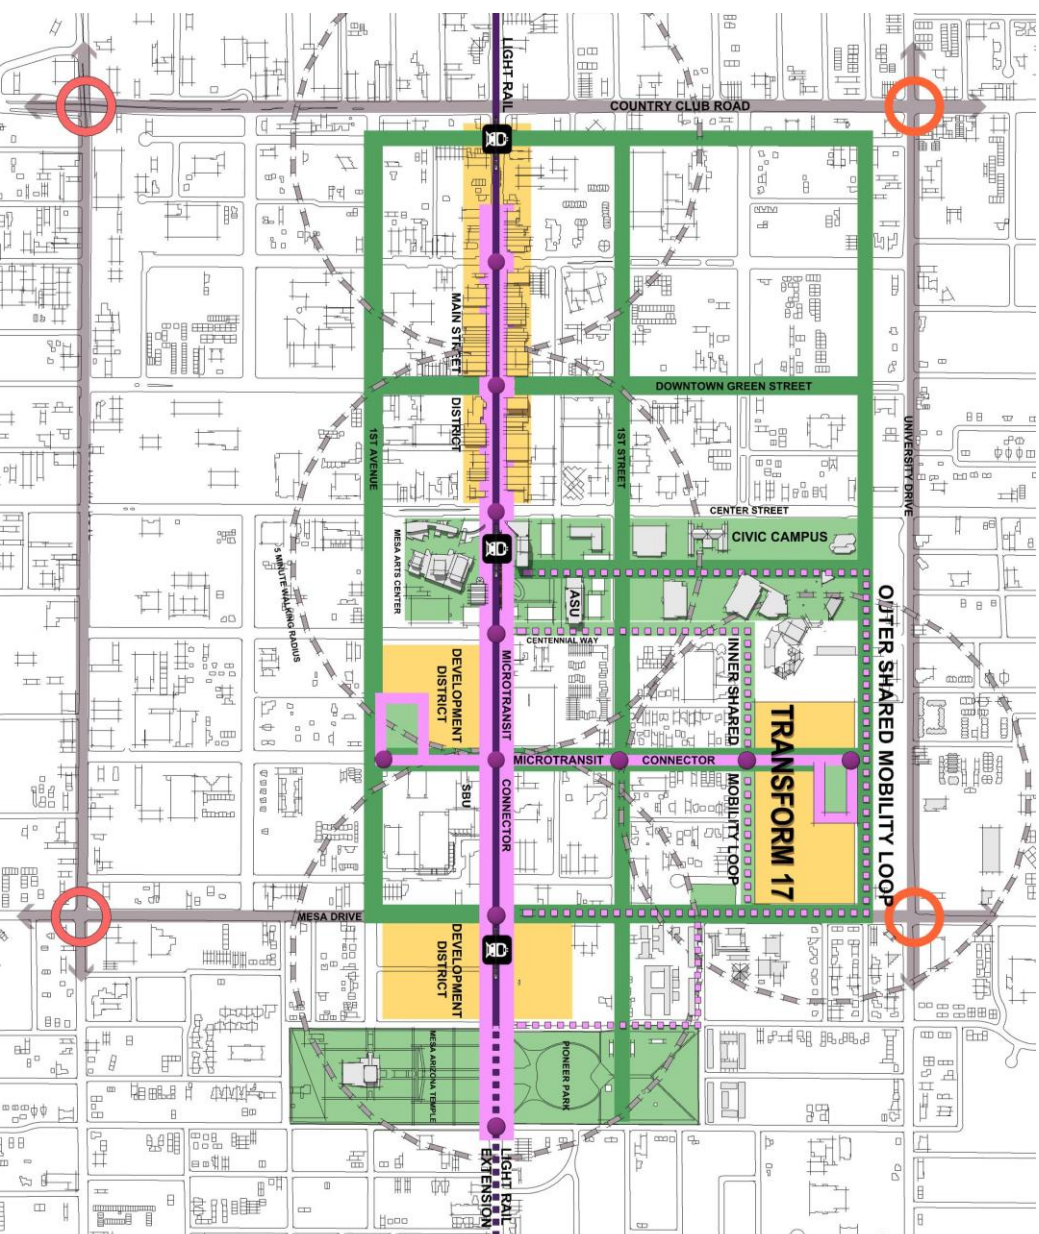 LIGHT RAIL
COUNTRY CLUB ROAD
MAIN STREET
DISTRICT
DOWNTOWN GREEN STREET
1ST AVENUE
1ST STREET
UNIVERSITY DRIVE
CENTER STREET
CIVIC CAMPUS
MESA ARTS CENTER
5 MINUTE WALKING RADIUS
ASU
CENTENNIAL WAY
OUTER SHARED MOBILITY LOOP
INNER SHARED
MOBILITY LOOP
DEVELOPMENT
DISTRICT
MICROTRANSIT
CONNECTOR
MICROTRANSIT
CONNECTOR
TRANSFORM 17
SBU
MESA DRIVE
DEVELOPMENT
DISTRICT
MESA ARIZONA TEMPLE
PIONEER PARK
LIGHT RAIL
EXTENSION